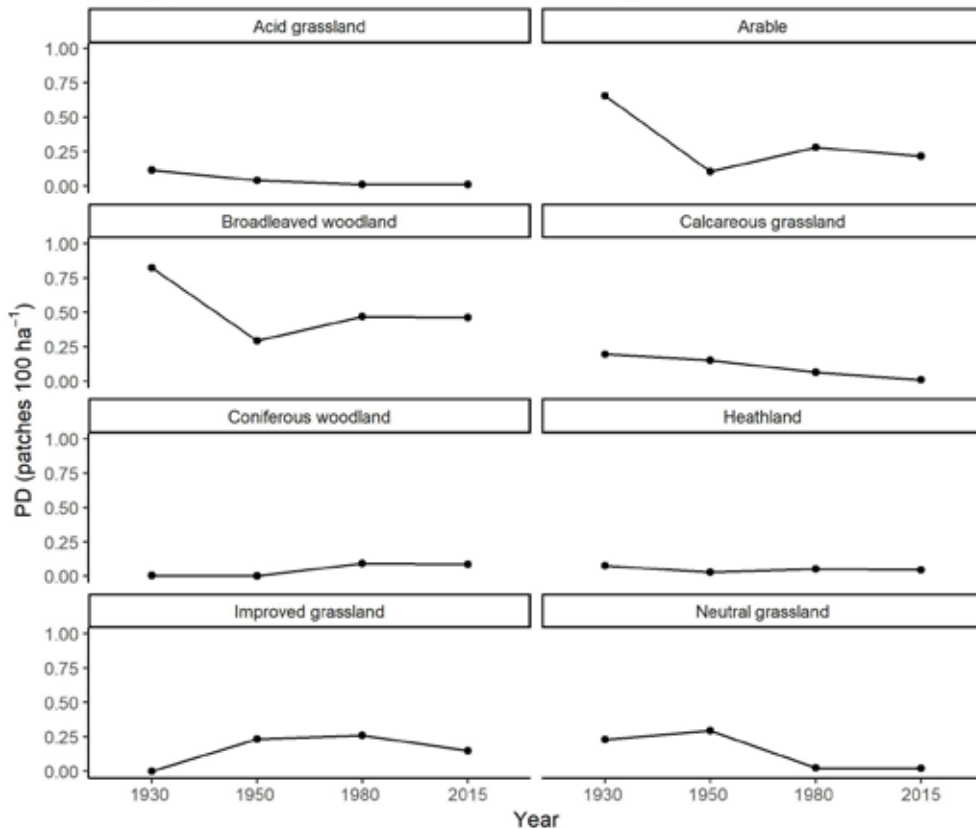 Acid grassland
Arable
1.00
0.75
0.50
0.25
0.00
Broadleaved woodland
Calcareous grassland
1.00
0.75
0.50
0.25
0.00
Coniferous woodland
Heathland
1.00
0.75
0.50
0.25
0.00
Improved grassland
Neutral grassland
1.00
0.75
0.50
0.25
0.00
1930 1950 1980 2015
1930 1950 1980 2015
Year
PD (patches 100 ha⁻¹)